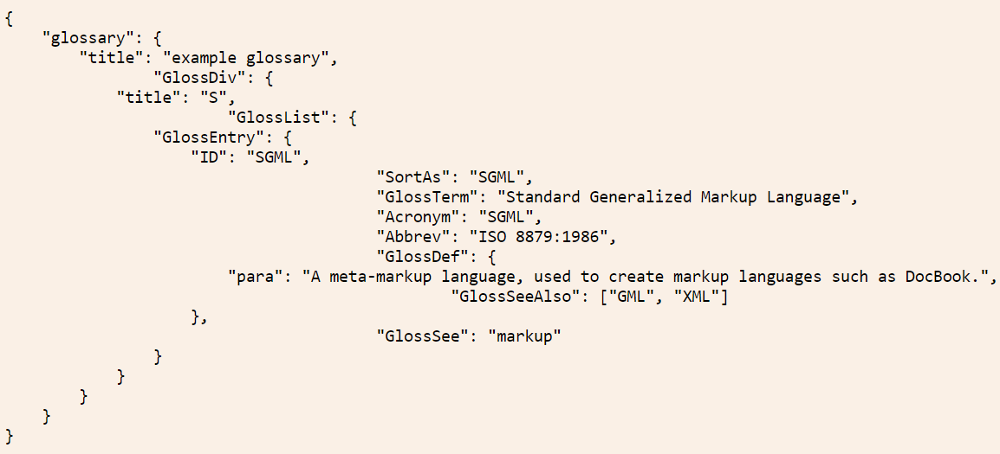 {
    "glossary": {
        "title": "example glossary",
                "GlossDiv": {
            "title": "S",
                        "GlossList": {
                "GlossEntry": {
                    "ID": "SGML",
                                        "SortAs": "SGML",
                                        "GlossTerm": "Standard Generalized Markup Language",
                                        "Acronym": "SGML",
                                        "Abbrev": "ISO 8879:1986",
                                        "GlossDef": {
                        "para": "A meta-markup language, used to create markup languages such as DocBook.",
                                                "GlossSeeAlso": ["GML", "XML"]
                    },
                                        "GlossSee": "markup"
                }
            }
        }
    }
}